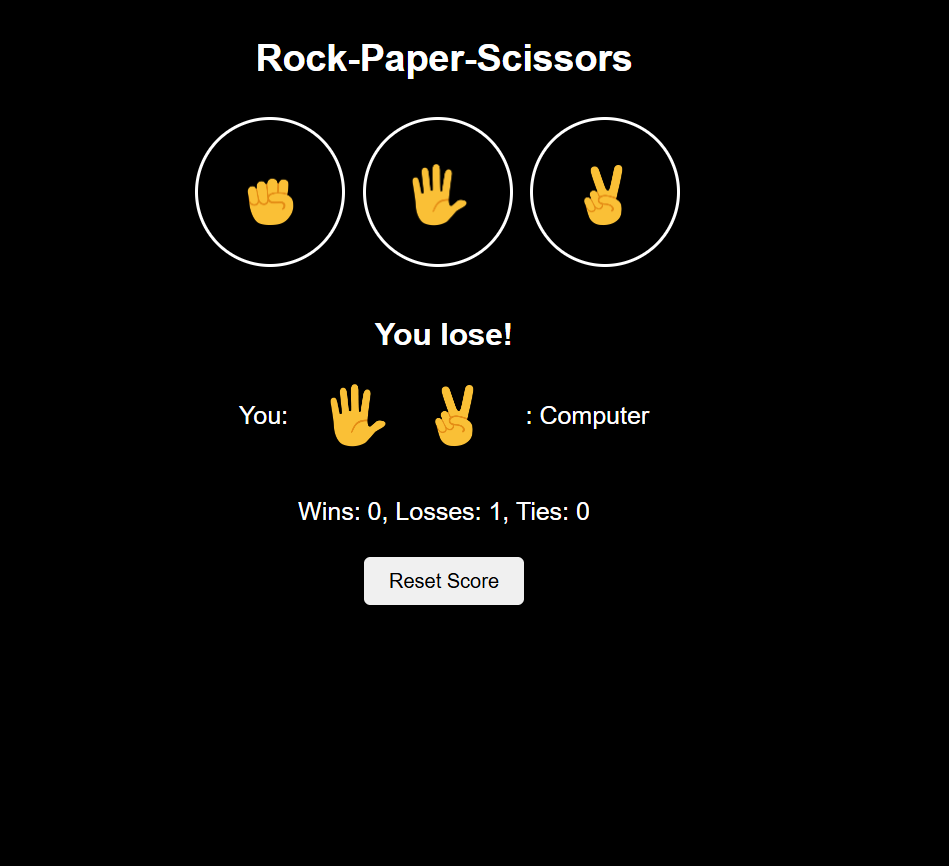 Rock-Paper-Scissors
You lose!
You: : Computer
Wins: 0, Losses: 1, Ties: 0
Reset Score